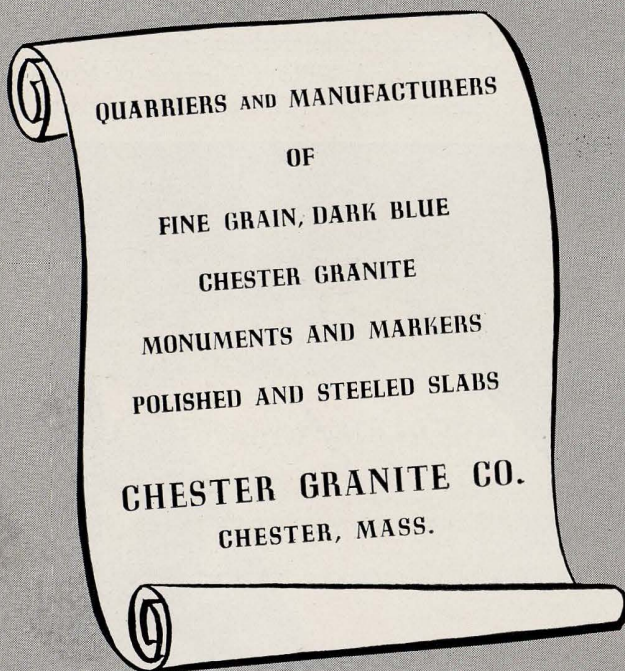 QUARRIERS AND MANUFACTURERS
OF
FINE GRAIN, DARK BLUE
CHESTER GRANITE
MONUMENTS AND MARKERS
POLISHED AND STEELED SLABS
CHESTER GRANITE CO.
CHESTER, MASS.